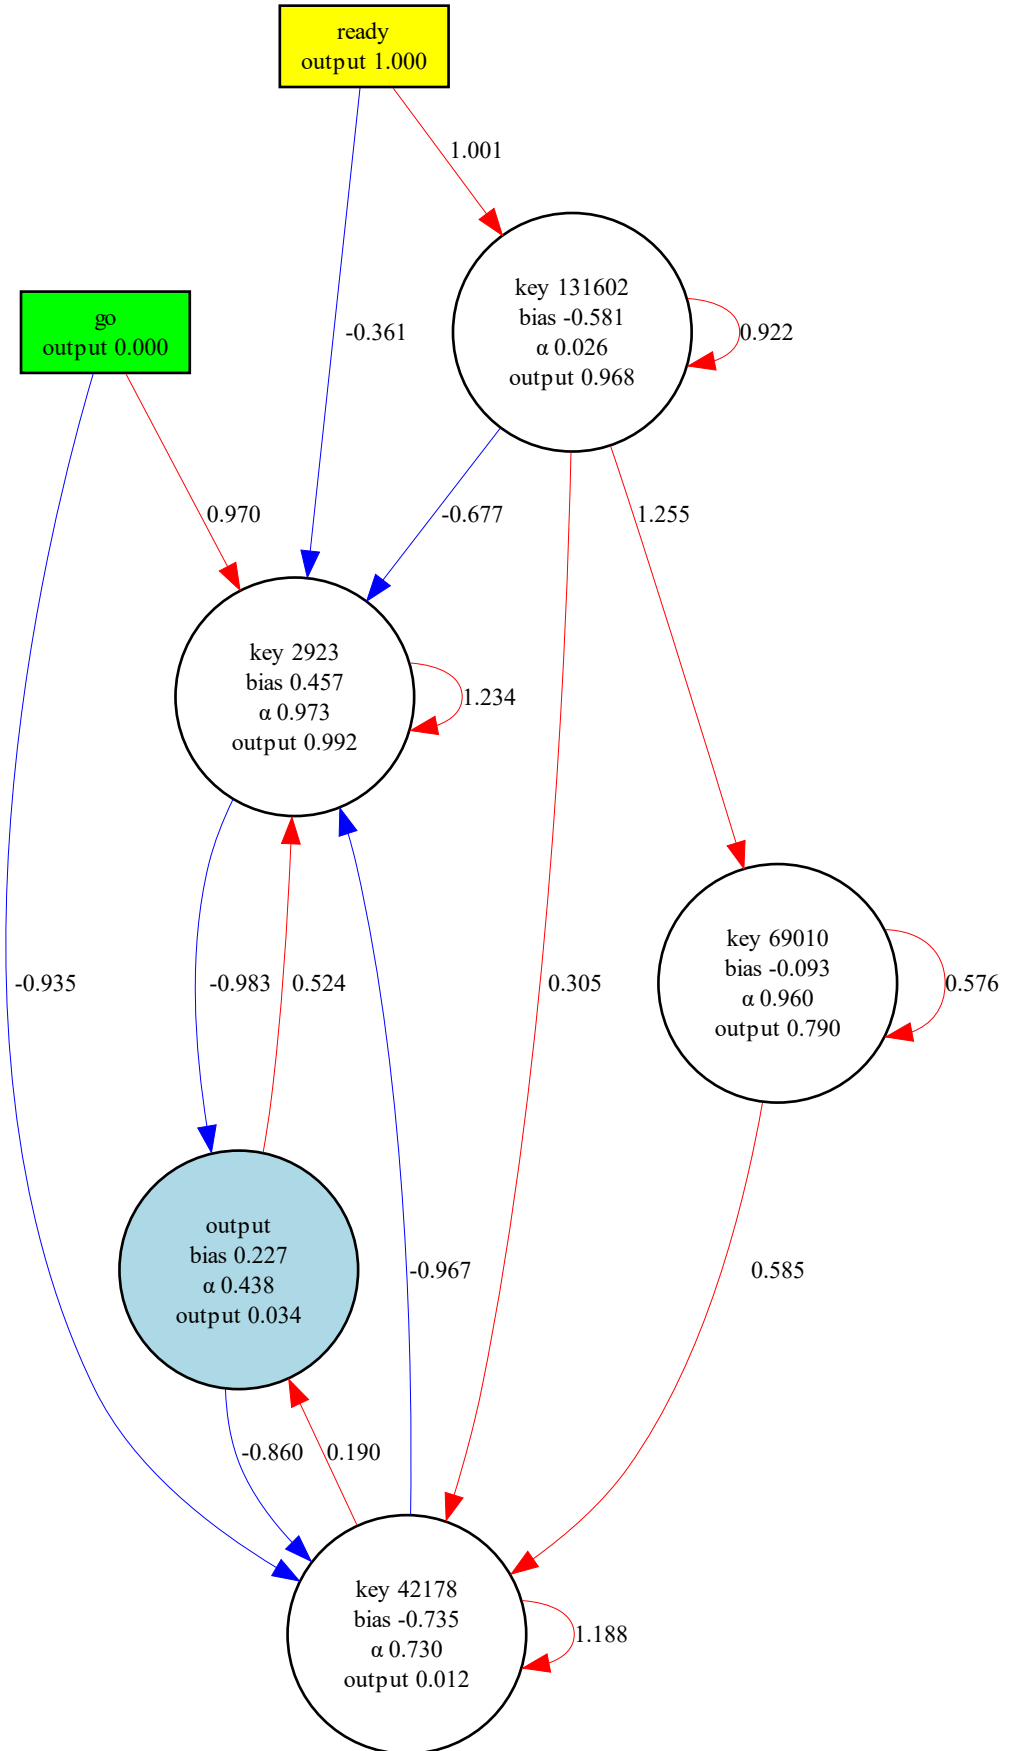 ready
output 1.000
1.001
key 131602
bias -0.581
α 0.026
output 0.968
0.922
go
output 0.000
-0.361
0.970
-0.677
1.255
key 2923
bias 0.457
α 0.973
output 0.992
1.234
key 69010
bias -0.093
α 0.960
output 0.790
0.576
-0.935
-0.983
0.524
0.305
output
bias 0.227
α 0.438
output 0.034
-0.967
0.585
-0.860
0.190
key 42178
bias -0.735
α 0.730
output 0.012
1.188